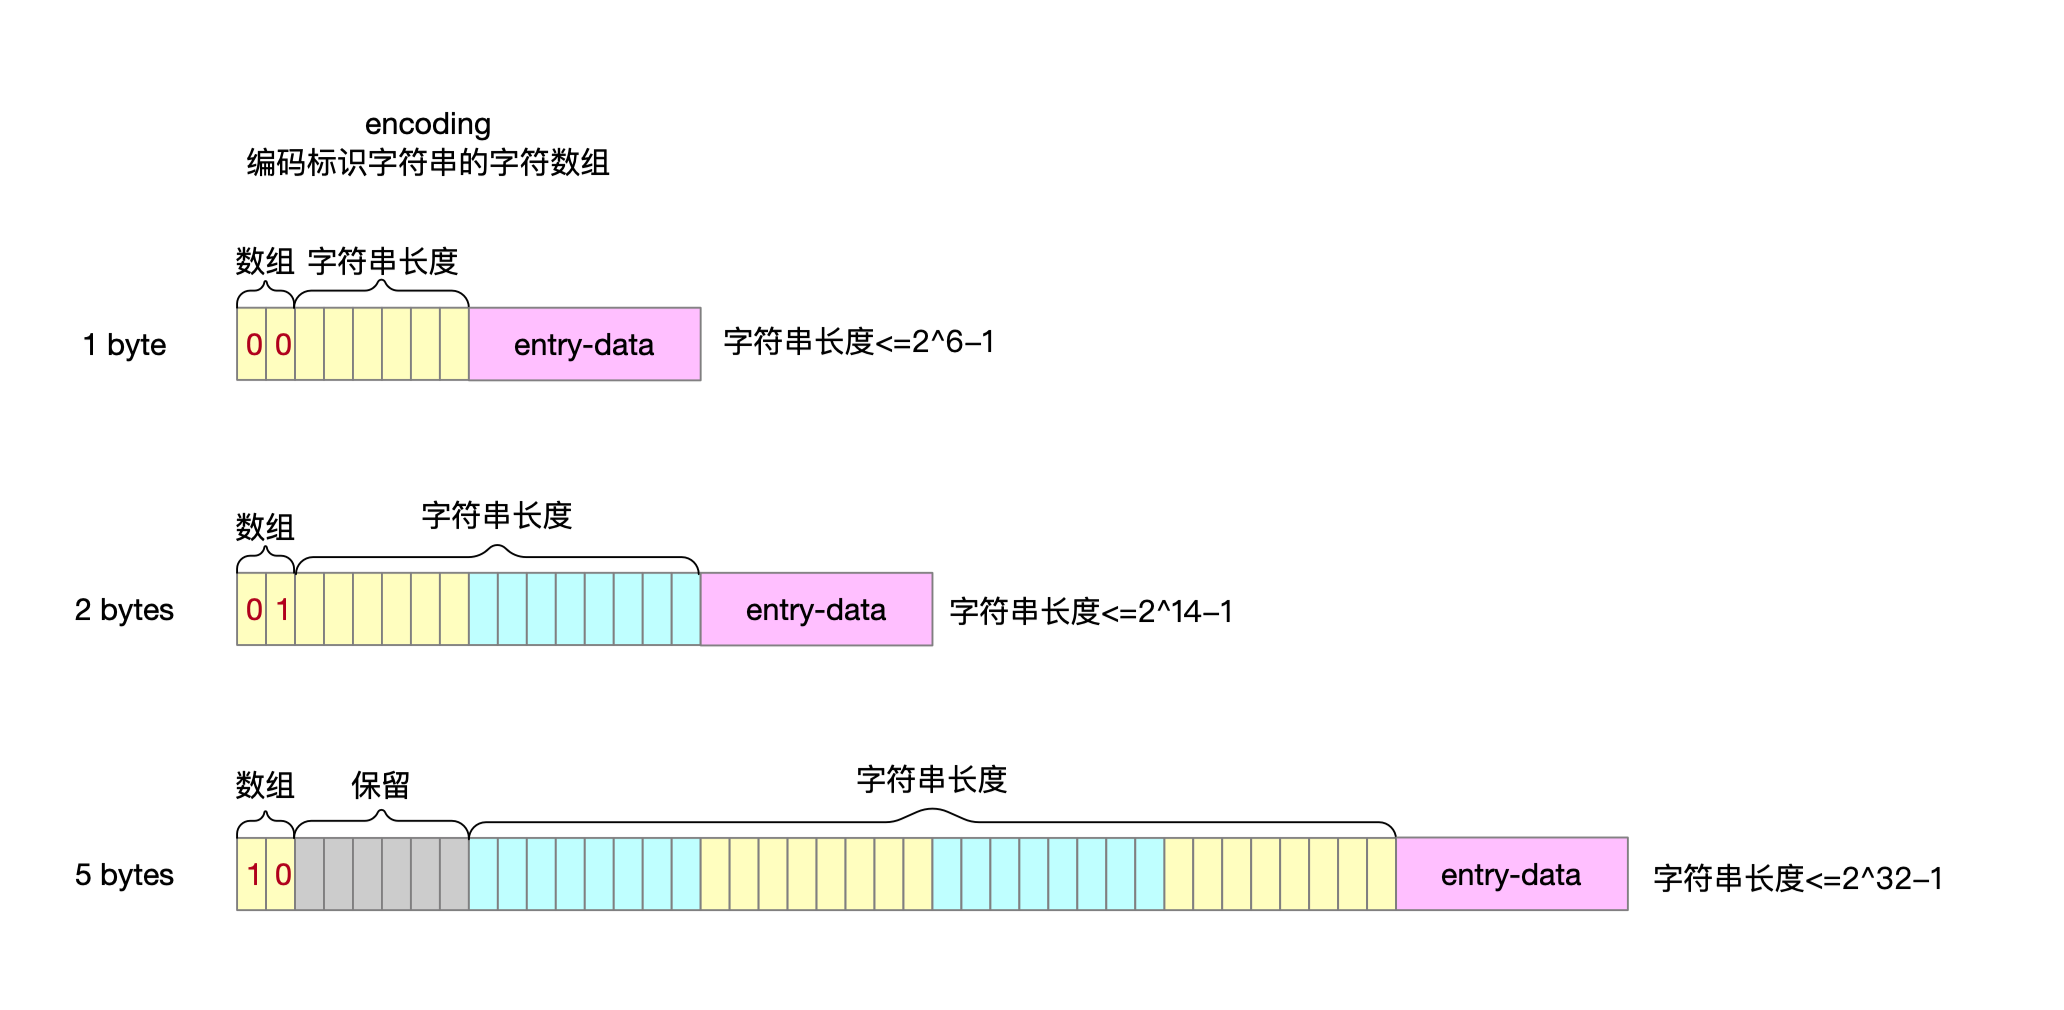 encoding
编码标识字符串的字符数组
数组 字符串长度
1 byte 0 0 entry-data 字符串长度<=2^6-1
数组 字符串长度
2 bytes 0 1 entry-data 字符串长度<=2^14-1
数组 保留 字符串长度
5 bytes 1 0 entry-data 字符串长度<=2^32-1